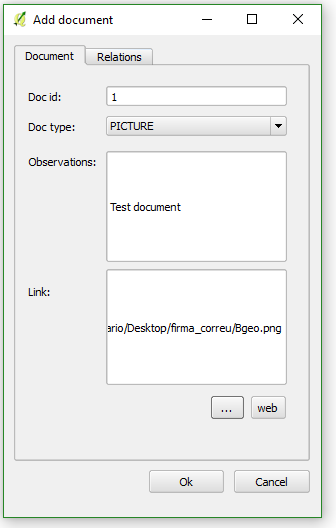 Add document
Document Relations
Doc id: 1
Doc type: PICTURE
Observations:
Test document
Link:
ario/Desktop/firma_correu/Bgeo.png
... web
Ok Cancel